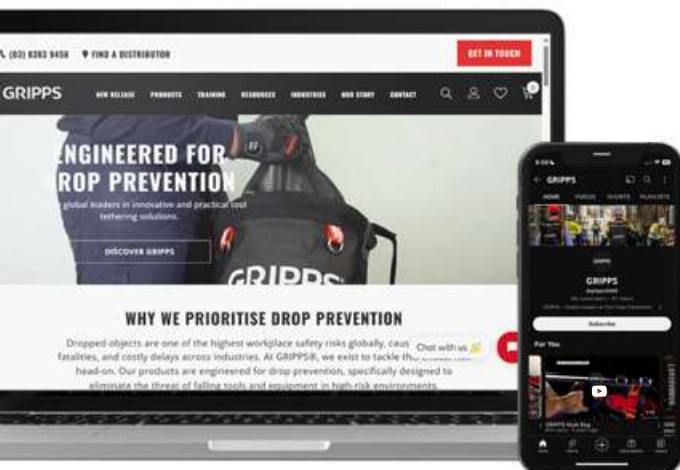 (03) 8383 9458 FIND A DISTRIBUTOR GET IN TOUCH
GRIPPS NEW RELEASE PRODUCTS TRAINING RESOURCES INDUSTRIES OUR STORY CONTACT 0
ENGINEERED FOR
DROP PREVENTION
global leaders in innovative and practical tool
tethering solutions.
DISCOVER GRIPPS
GRIPPS
WHY WE PRIORITISE DROP PREVENTION
Dropped objects are one of the highest workplace safety risks globally,
fatalities, and costly delays across industries. At GRIPPS®, we exist to tackle
head-on. Our products are engineered for drop prevention, specifically designed to
eliminate the threat of falling tools and equipment in high-risk environments.
Chat with us
GRIPPS
HOME VIDEOS SHORTS PLAYLISTS
GRIPPS
GRIPPS
Subscribe
For You